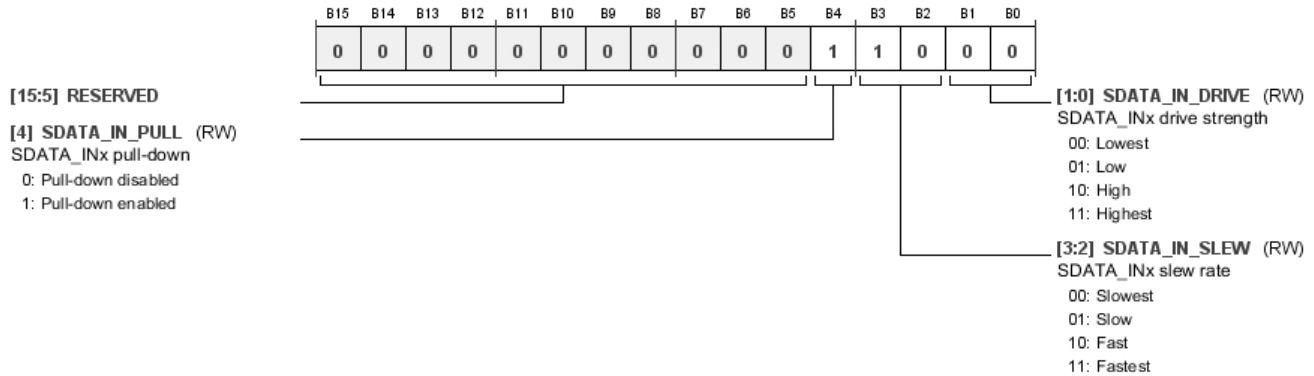 B15 B14 B13 B12 B11 B10 B9 B8 B7 B6 B5 B4 B3 B2 B1 B0
0 0 0 0 0 0 0 0 0 0 0 1 1 0 0 0
[15:5] RESERVED
[4] SDATA_IN_PULL (RW)
SDATA_INx pull-down
0: Pull-down disabled
1: Pull-down enabled
[1:0] SDATA_IN_DRIVE (RW)
SDATA_INx drive strength
00: Lowest
01: Low
10: High
11: Highest
[3:2] SDATA_IN_SLEW (RW)
SDATA_INx slew rate
00: Slowest
01: Slow
10: Fast
11: Fastest